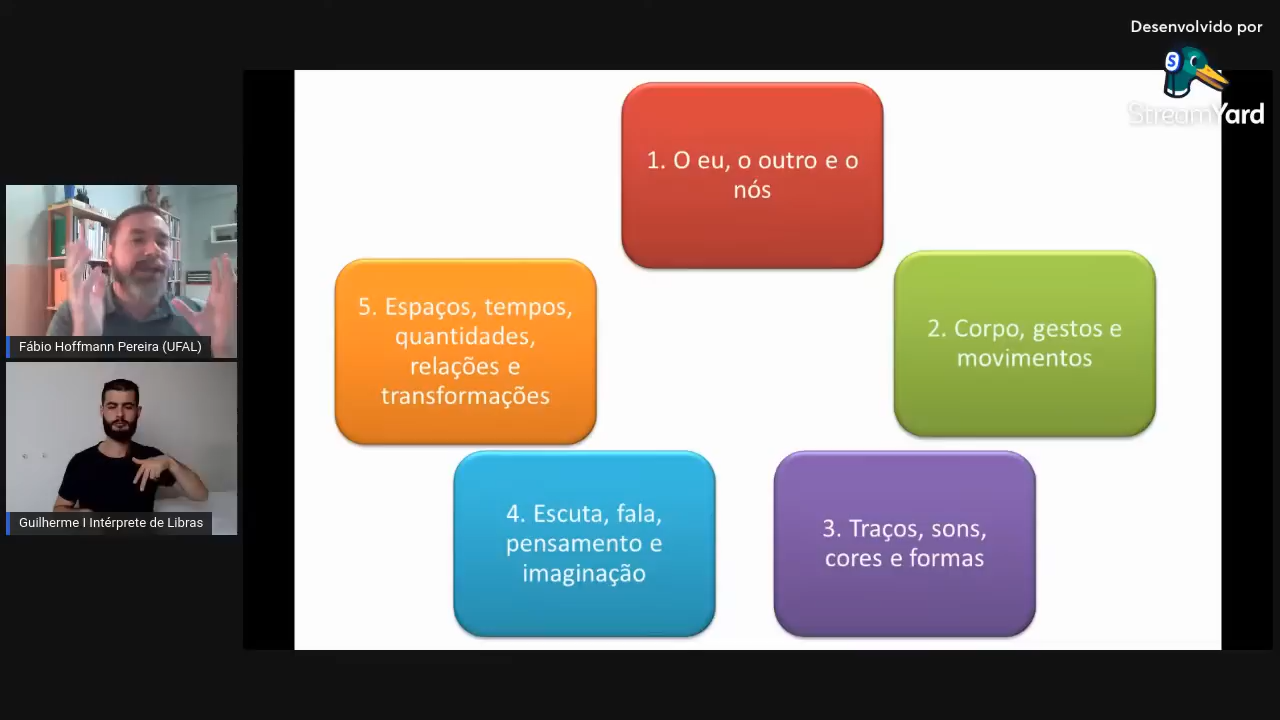 Desenvolvido por
StreamYard
1. O eu, o outro e o
nós
2. Corpo, gestos e
movimentos
3. Traços, sons,
cores e formas
4. Escuta, fala,
pensamento e
imaginação
5. Espaços, tempos,
quantidades,
relações e
transformações
Fábio Hoffmann Pereira (UFAL)
Guilherme I Intérprete de Libras